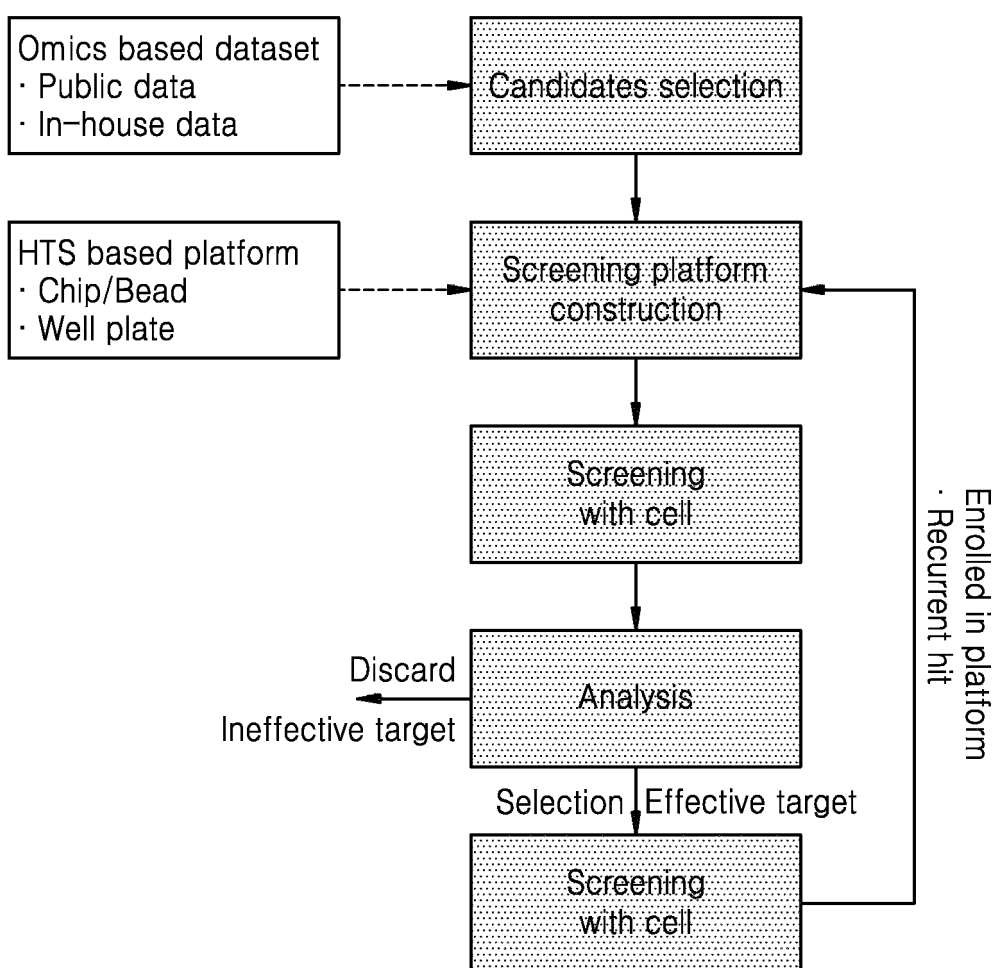 Omics based dataset
· Public data
· In-house data
Candidates selection
HTS based platform
· Chip/Bead
· Well plate
Screening platform
construction
Screening
with cell
Enrolled in platform
· Recurrent hit
Discard
Ineffective target
Analysis
Selection
Effective target
Screening
with cell